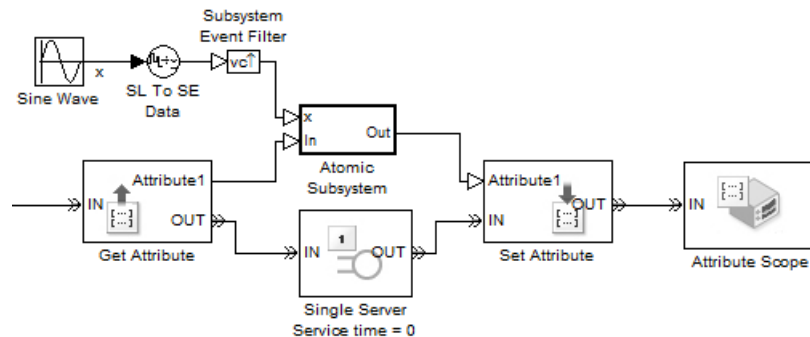 Subsystem
Event Filter
vc↑
x
Sine Wave
SL To SE
Data
x
In
Out
Atomic
Subsystem
Attribute1
IN
[...]
OUT
Get Attribute
IN
1
OUT
Single Server
Service time = 0
Attribute1
IN
[...]
OUT
Set Attribute
IN
[...]
Attribute Scope